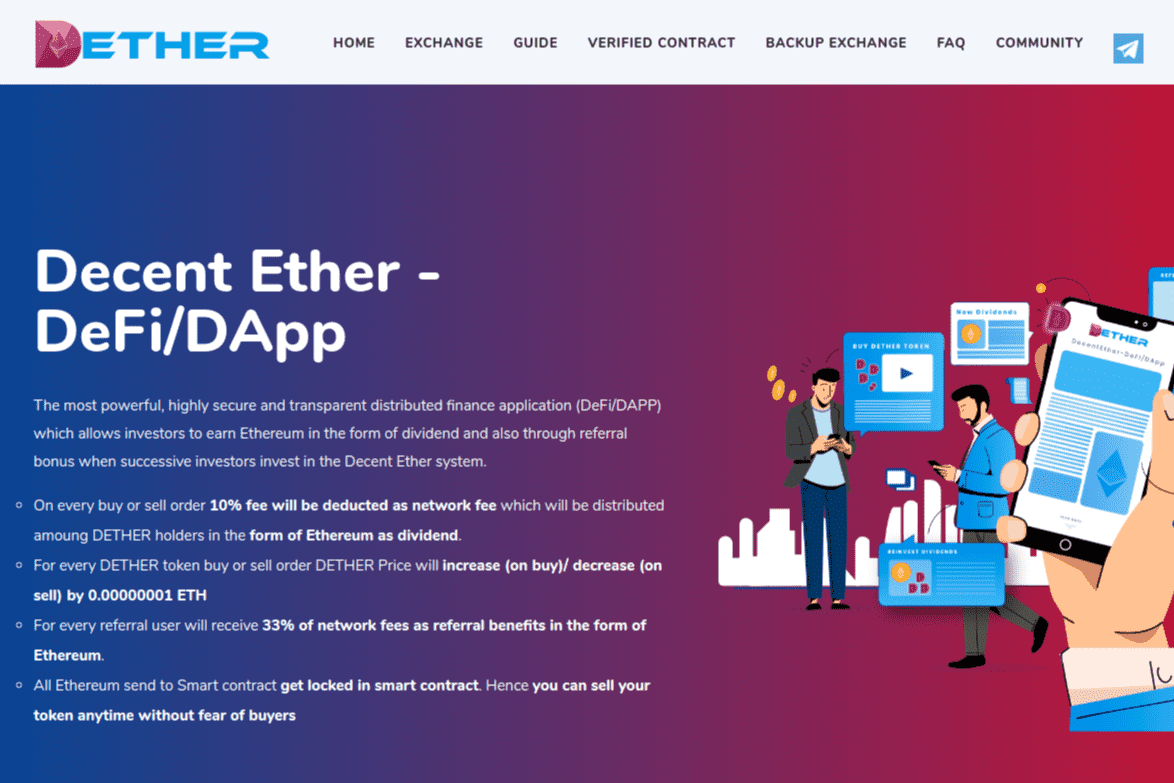 DETHER
HOME EXCHANGE GUIDE VERIFIED CONTRACT BACKUP EXCHANGE FAQ COMMUNITY
Decent Ether -
DeFi/DApp
The most powerful, highly secure and transparent distributed finance application (DeFi/DAPP)
which allows investors to earn Ethereum in the form of dividend and also through referral
bonus when successive investors invest in the Decent Ether system.
On every buy or sell order 10% fee will be deducted as network fee which will be distributed
amoung DETHER holders in the form of Ethereum as dividend.
For every DETHER token buy or sell order DETHER Price will increase (on buy)/ decrease (on
sell) by 0.00000001 ETH
For every referral user will receive 33% of network fees as referral benefits in the form of
Ethereum.
All Ethereum send to Smart contract get locked in smart contract. Hence you can sell your
token anytime without fear of buyers
BUY DETHER TOKEN
Now Dividends
REINVEST DIVIDENDS
DETHER
DecentEther-DeFi/DApp